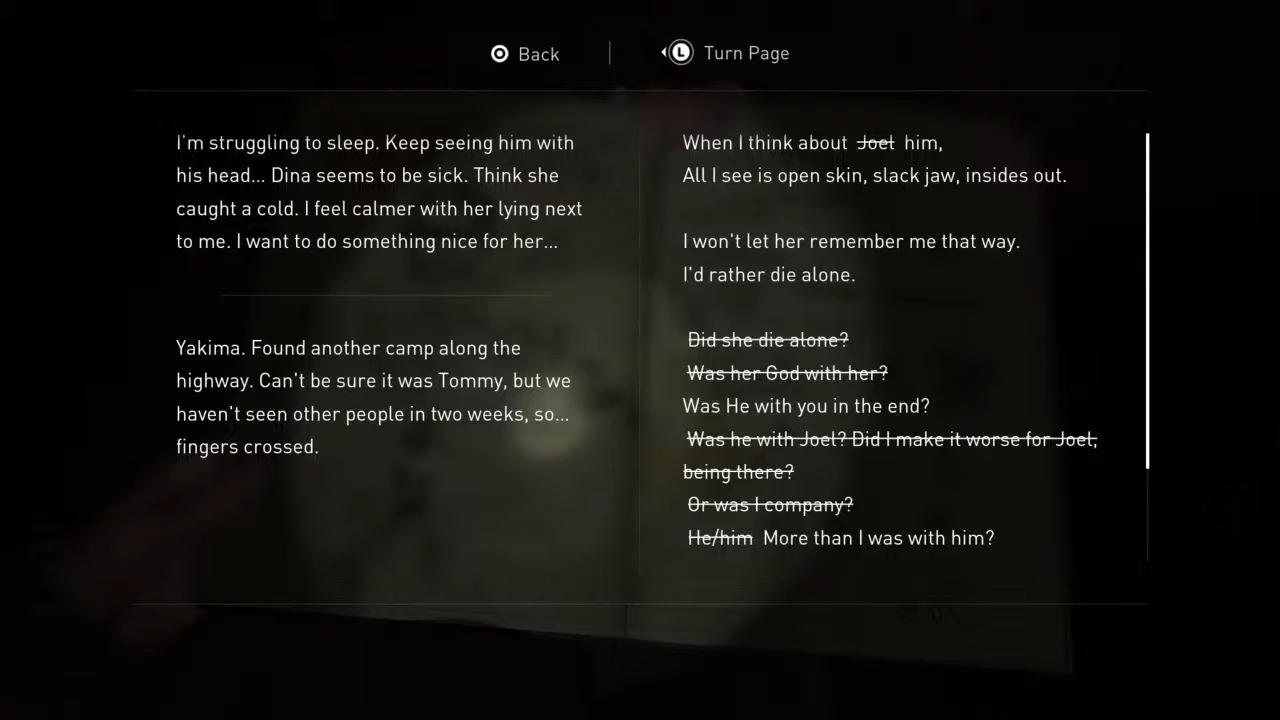 Back
L Turn Page
I'm struggling to sleep. Keep seeing him with
his head... Dina seems to be sick. Think she
caught a cold. I feel calmer with her lying next
to me. I want to do something nice for her...
Yakima. Found another camp along the
highway. Can't be sure it was Tommy, but we
haven't seen other people in two weeks, so...
fingers crossed.
When I think about Joel him,
All I see is open skin, slack jaw, insides out.
I won't let her remember me that way.
I'd rather die alone.
Did she die alone?
Was her God with her?
Was He with you in the end?
Was he with Joel? Did I make it worse for Joel,
being there?
Or was I company?
He/him More than I was with him?